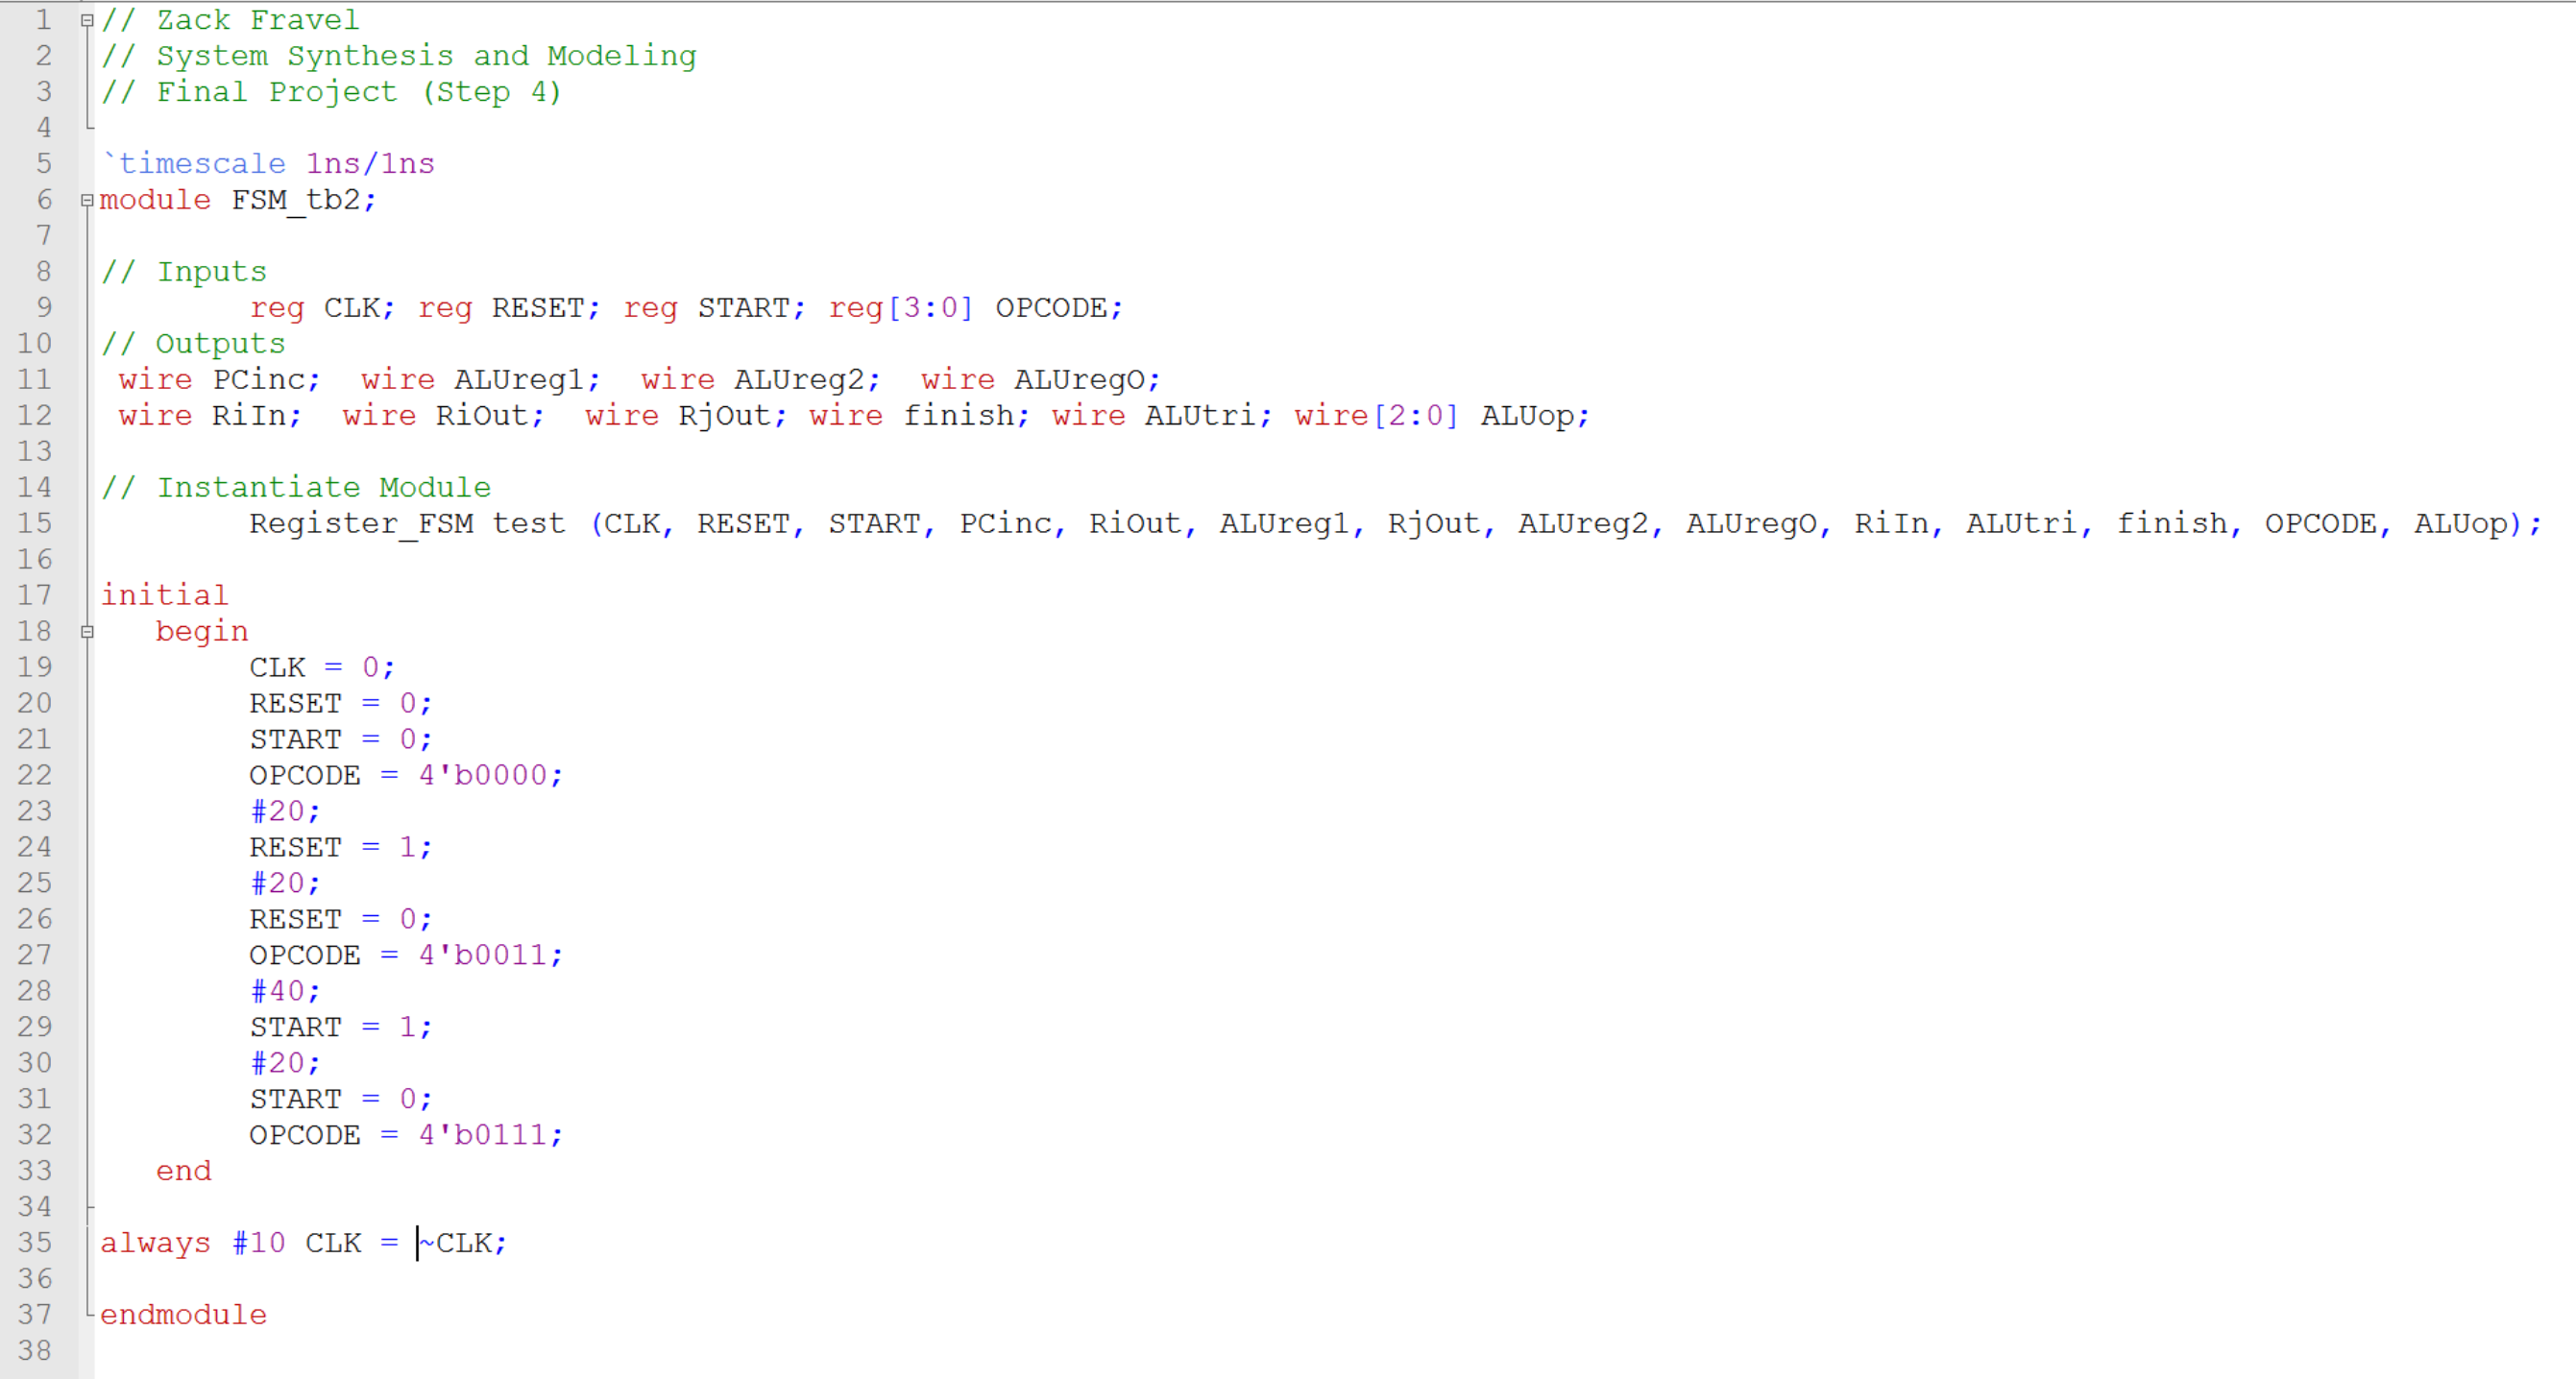 1 // Zack Fravel
2 // System Synthesis and Modeling
3 // Final Project (Step 4)
4
5 `timescale 1ns/1ns
6 module FSM_tb2;
7
8 // Inputs
9 reg CLK; reg RESET; reg START; reg[3:0] OPCODE;
10 // Outputs
11 wire PCinc; wire ALUreg1; wire ALUreg2; wire ALUregO;
12 wire RiIn; wire RiOut; wire RjOut; wire finish; wire ALUtri; wire[2:0] ALUop;
13
14 // Instantiate Module
15 Register_FSM test (CLK, RESET, START, PCinc, RiOut, ALUreg1, RjOut, ALUreg2, ALUregO, RiIn, ALUtri, finish, OPCODE, ALUop);
16
17 initial
18 begin
19 CLK = 0;
20 RESET = 0;
21 START = 0;
22 OPCODE = 4'b0000;
23 #20;
24 RESET = 1;
25 #20;
26 RESET = 0;
27 OPCODE = 4'b0011;
28 #40;
29 START = 1;
30 #20;
31 START = 0;
32 OPCODE = 4'b0111;
33 end
34
35 always #10 CLK = ~CLK;
36
37 endmodule
38